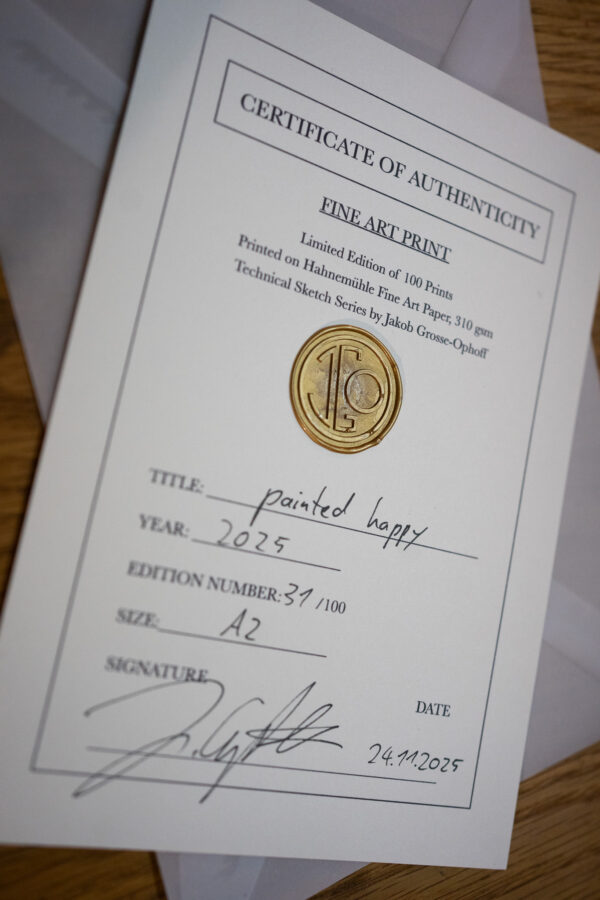 CERTIFICATE OF AUTHENTICITY
FINE ART PRINT
Limited Edition of 100 Prints
Printed on Hahnemühle Fine Art Paper, 310 gsm
Technical Sketch Series by Jakob Grosse-Ophoff
TITLE: painted happy
YEAR: 2025
EDITION NUMBER: 31 /100
SIZE: A2
SIGNATURE
DATE
24.11.2025